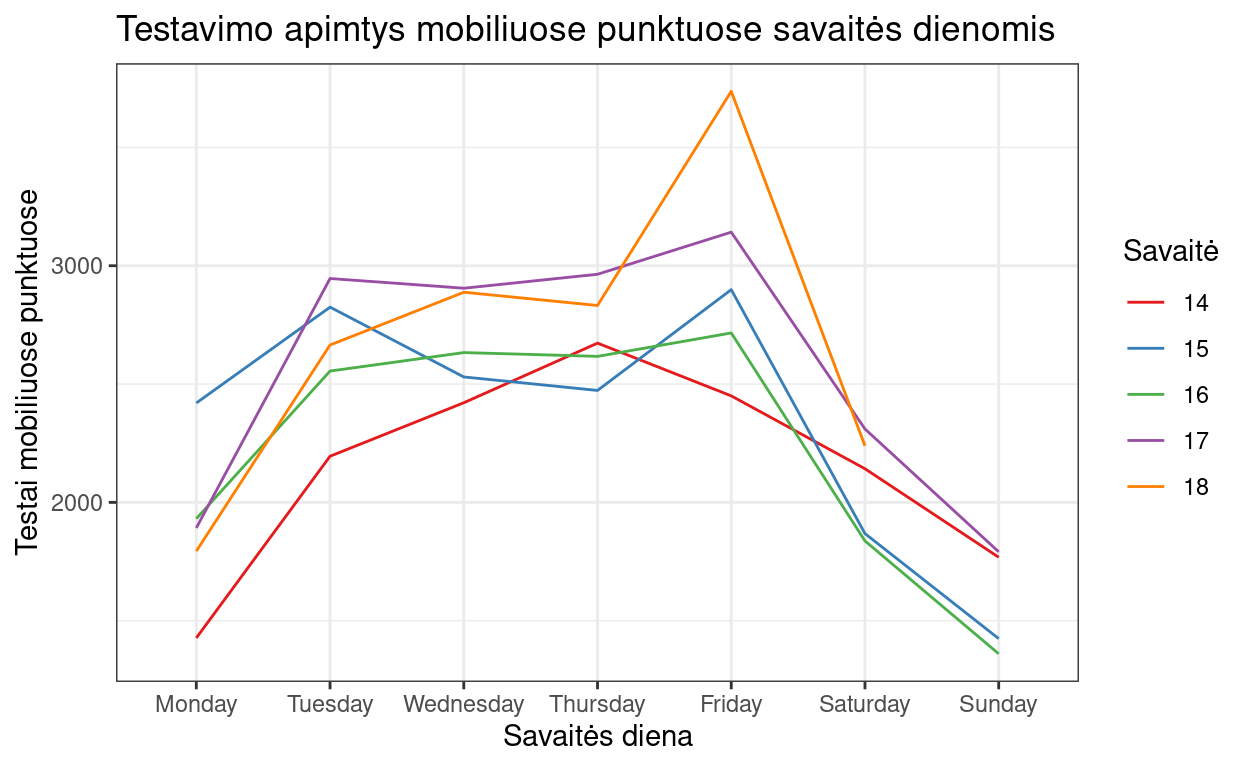 Testavimo apimtys mobiliuose punktuose savaitės dienomis
Testai mobiliuose punktuose
3000
2000
Monday Tuesday Wednesday Thursday Friday Saturday Sunday
Savaitės diena
Savaitė
14
15
16
17
18